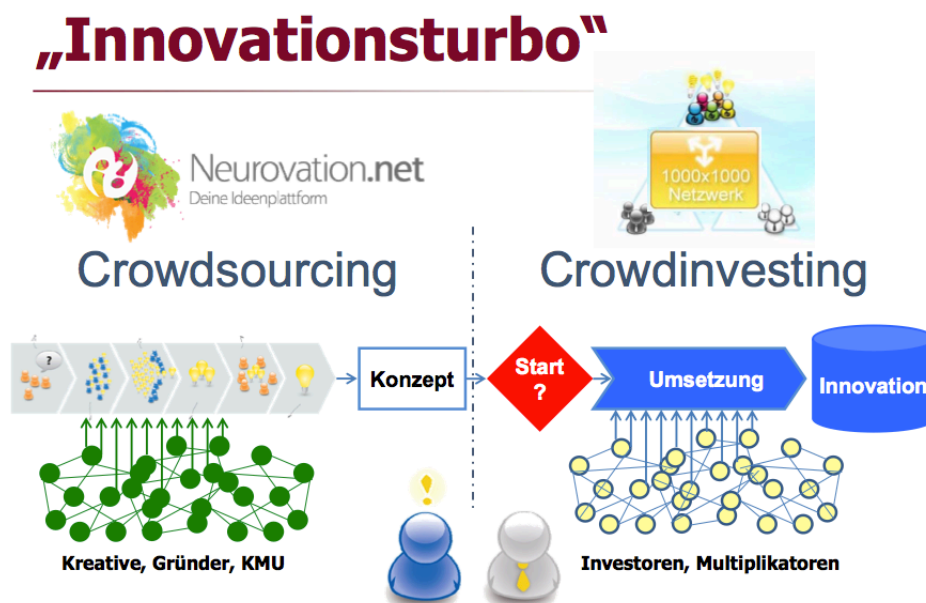 „Innovationsturbo“
Neurovation.net
Deine Ideenplattform
1000x1000
Netzwerk
Crowdsourcing
Crowdinvesting
?
Konzept
Start
?
Umsetzung
Innovation
!
Kreative, Gründer, KMU
Investoren, Multiplikatoren